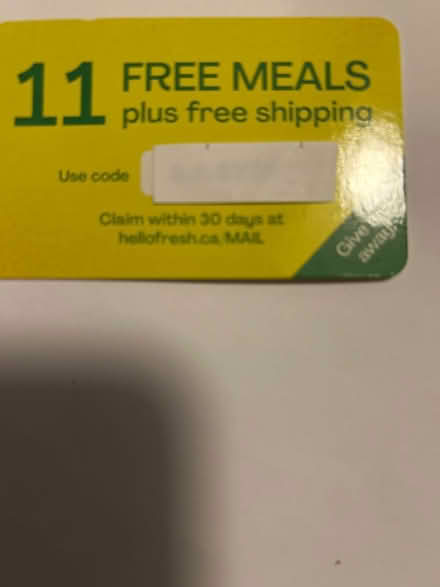 11 FREE MEALS
plus free shipping
Use code
Claim within 30 days at
hellofresh.ca/MAIL
Give
away